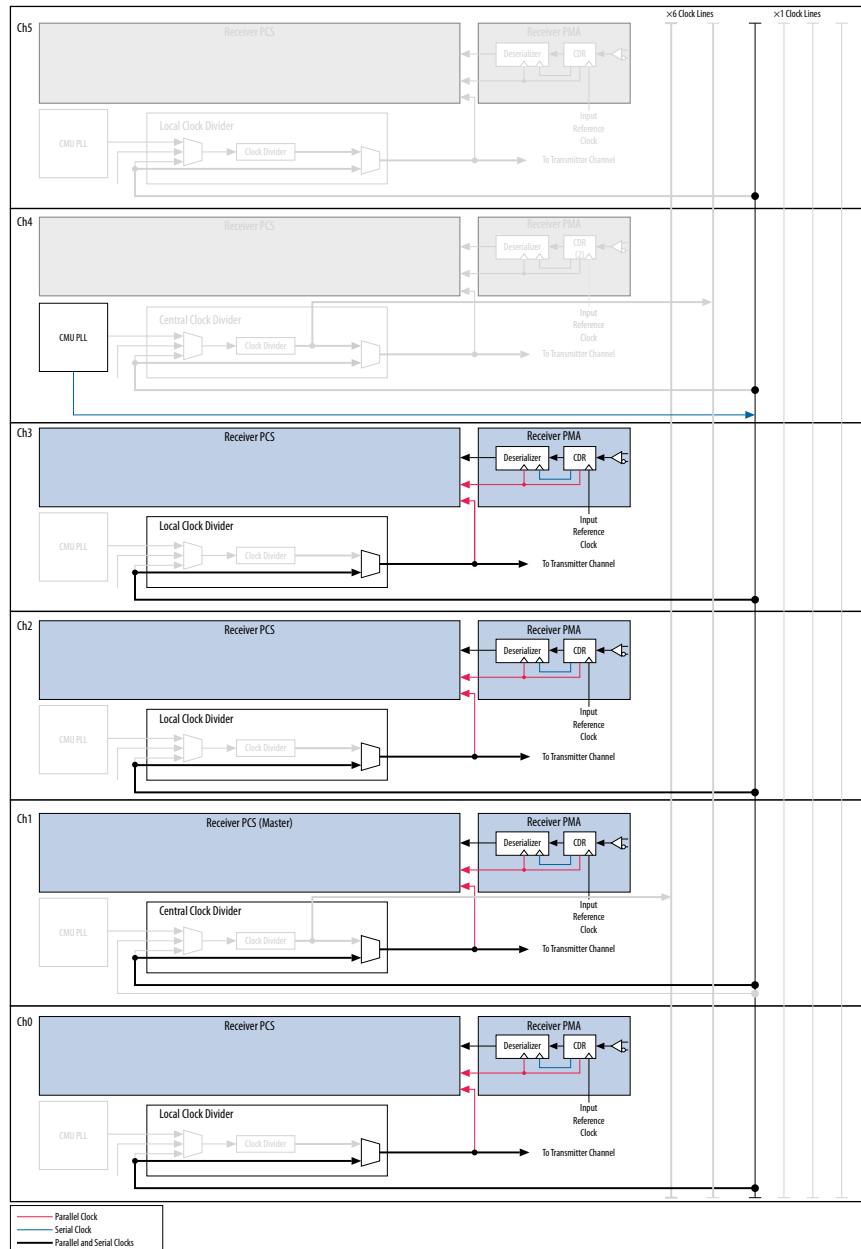 ×6 Clock Lines
×1 Clock Lines
Ch5
Receiver PCS
Receiver PMA
Deserializer
CDR
Input
Reference
Clock
CMU PLL
Local Clock Divider
Clock Divider
To Transmitter Channel
Ch4
Receiver PCS
Receiver PMA
Deserializer
CDR
(2)
Input
Reference
Clock
CMU PLL
Central Clock Divider
Clock Divider
To Transmitter Channel
Ch3
Receiver PCS
Receiver PMA
Deserializer
CDR
Input
Reference
Clock
CMU PLL
Local Clock Divider
Clock Divider
To Transmitter Channel
Ch2
Receiver PCS
Receiver PMA
Deserializer
CDR
Input
Reference
Clock
CMU PLL
Local Clock Divider
Clock Divider
To Transmitter Channel
Ch1
Receiver PCS (Master)
Receiver PMA
Deserializer
CDR
Input
Reference
Clock
CMU PLL
Central Clock Divider
Clock Divider
To Transmitter Channel
Ch0
Receiver PCS
Receiver PMA
Deserializer
CDR
Input
Reference
Clock
CMU PLL
Local Clock Divider
Clock Divider
To Transmitter Channel
Parallel Clock
Serial Clock
Parallel and Serial Clocks